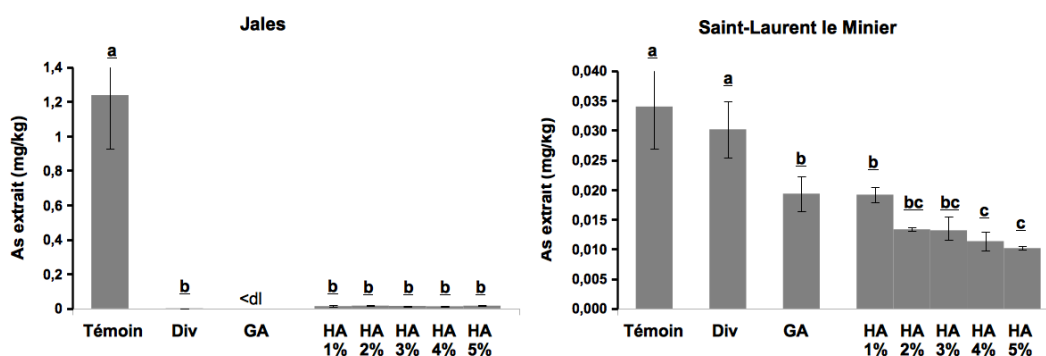 Jales
a
1,4
1,2
1
0,8
0,6
0,4
0,2
0
As extrait (mg/kg)
b
<dl
b b b b b
Témoin Div GA HA HA HA HA HA
1% 2% 3% 4% 5%
Saint-Laurent le Minier
a
a
b
b
bc bc
c
c
0,040
0,035
0,030
0,025
0,020
0,015
0,010
0,005
0,000
As extrait (mg/kg)
Témoin Div GA HA HA HA HA HA
1% 2% 3% 4% 5%